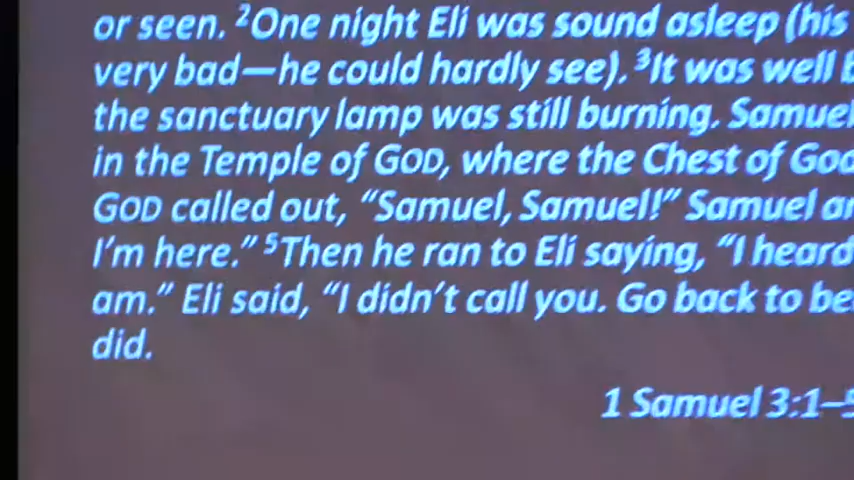 or seen. ²One night Eli was sound asleep (his
very bad—he could hardly see). ³It was well
the sanctuary lamp was still burning. Samuel
in the Temple of GOD, where the Chest of God
GOD called out, “Samuel, Samuel!” Samuel
I’m here.” ⁵Then he ran to Eli saying, “I heard
am.” Eli said, “I didn’t call you. Go back to
did.
1 Samuel 3:1–5